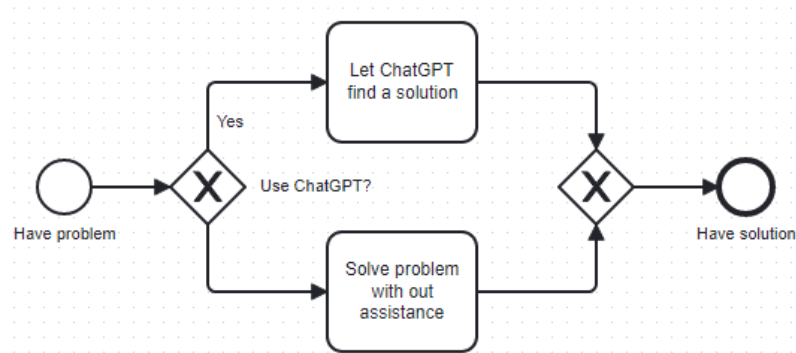 Let ChatGPT
find a solution
Yes
Use ChatGPT?
Have problem
Have solution
Solve problem
with out
assistance